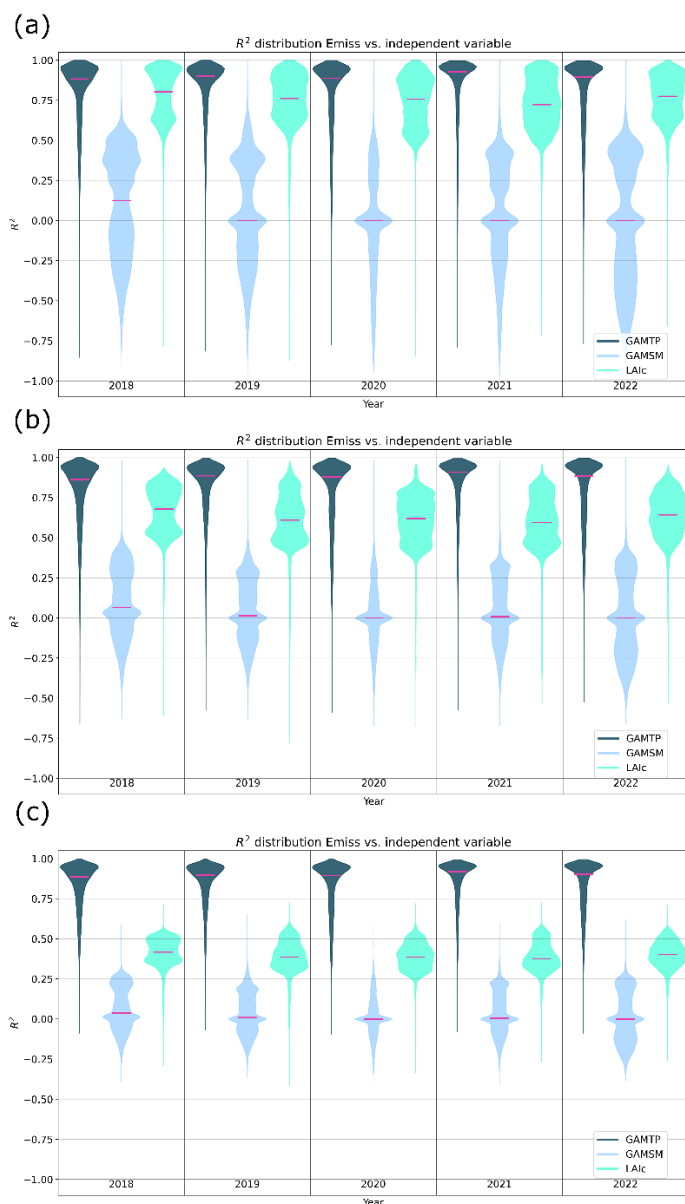 (a)
R² distribution Emiss vs. independent variable
1.00
0.75
0.50
0.25
0.00
−0.25
−0.50
−0.75
−1.00
R²
GAMTP
GAMSM
LAIc
2018 2019 2020 2021 2022
Year
(b)
R² distribution Emiss vs. independent variable
1.00
0.75
0.50
0.25
0.00
−0.25
−0.50
−0.75
−1.00
R²
GAMTP
GAMSM
LAIc
2018 2019 2020 2021 2022
Year
(c)
R² distribution Emiss vs. independent variable
1.00
0.75
0.50
0.25
0.00
−0.25
−0.50
−0.75
−1.00
R²
GAMTP
GAMSM
LAIc
2018 2019 2020 2021 2022
Year